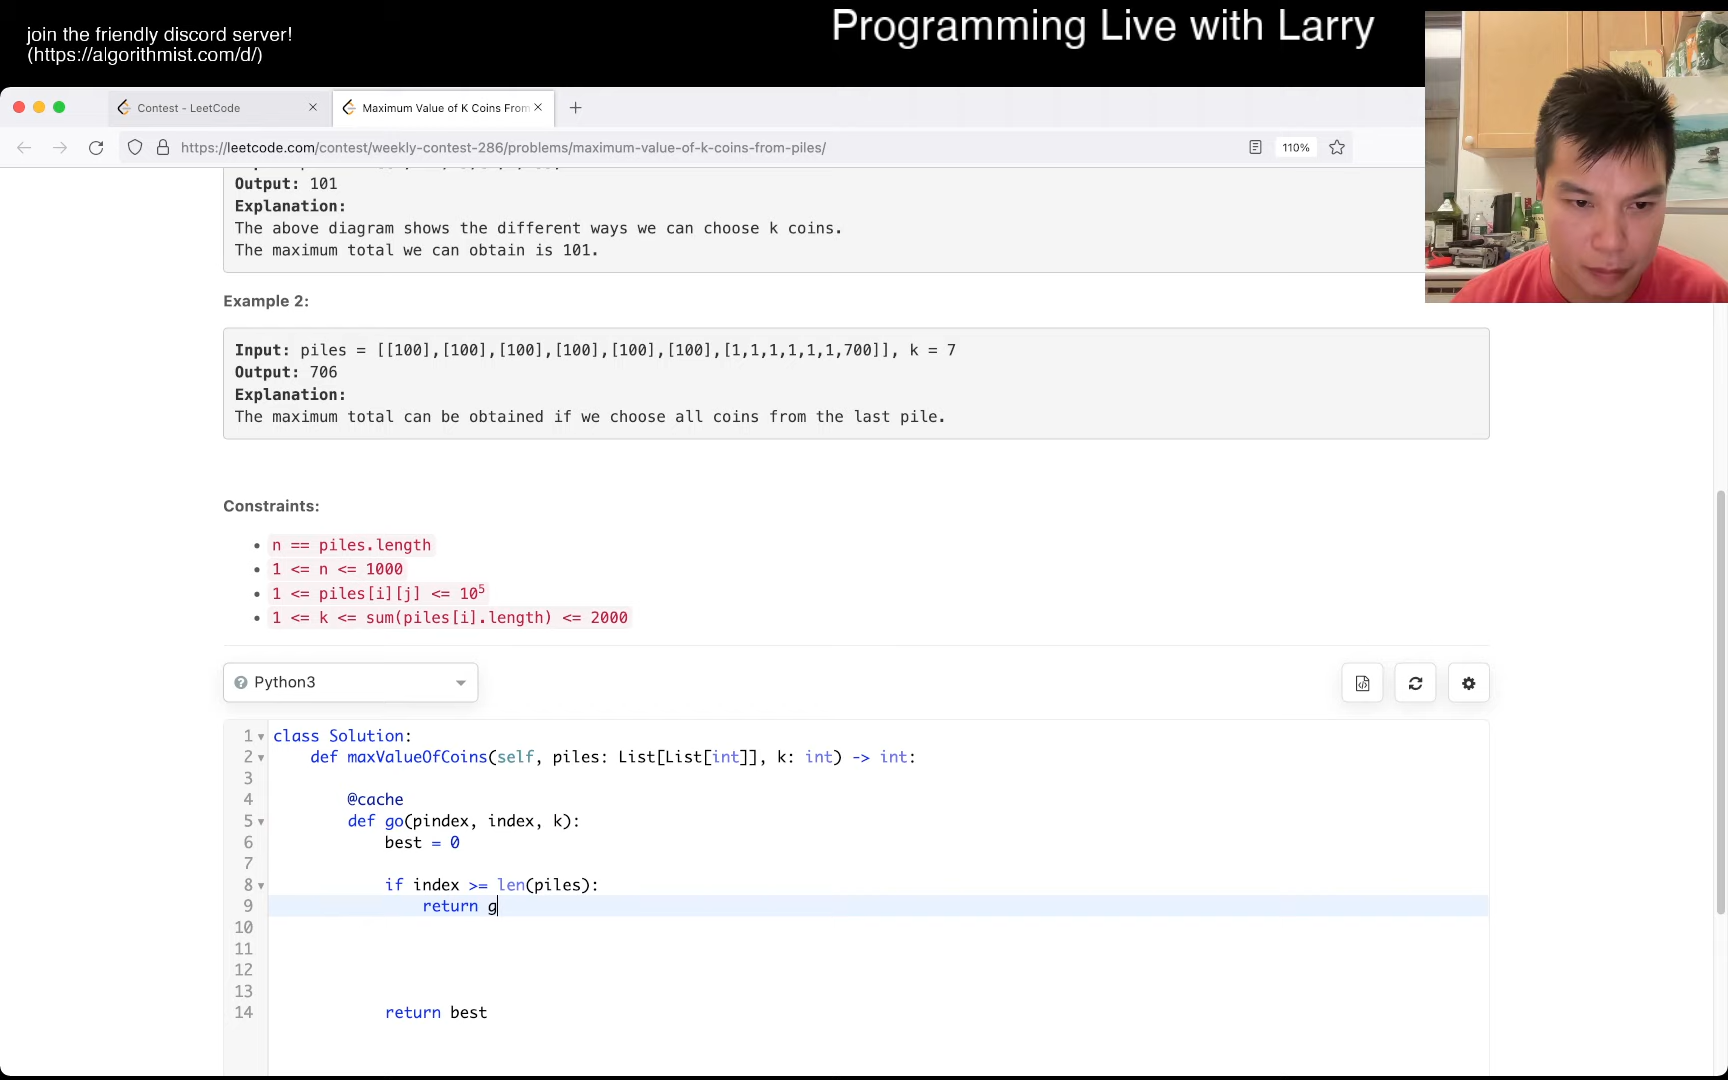 join the friendly discord server!
(https://algorithmist.com/d/)
Programming Live with Larry
Contest - LeetCode
Maximum Value of K Coins From
https://leetcode.com/contest/weekly-contest-286/problems/maximum-value-of-k-coins-from-piles/
110%
Output: 101
Explanation:
The above diagram shows the different ways we can choose k coins.
The maximum total we can obtain is 101.
Example 2:
Input: piles = [[100],[100],[100],[100],[100],[100],[1,1,1,1,1,1,700]], k = 7
Output: 706
Explanation:
The maximum total can be obtained if we choose all coins from the last pile.
Constraints:
• n == piles.length
• 1 <= n <= 1000
• 1 <= piles[i][j] <= 10⁵
• 1 <= k <= sum(piles[i].length) <= 2000
Python3
1 class Solution:
2 def maxValueOfCoins(self, piles: List[List[int]], k: int) -> int:
3
4 @cache
5 def go(pindex, index, k):
6 best = 0
7
8 if index >= len(piles):
9 return g
10
11
12
13
14 return best